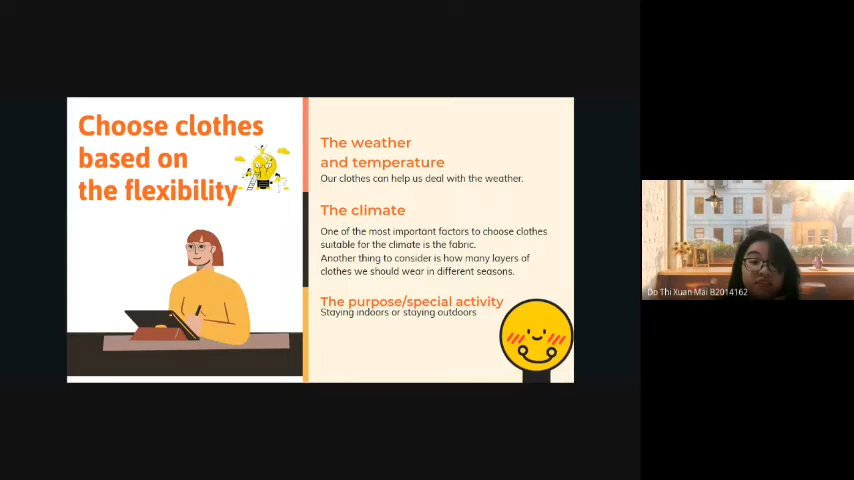 Choose clothes
based on
the flexibility
The weather
and temperature
Our clothes can help us deal with the weather.
The climate
One of the most important factors to choose clothes
suitable for the climate is the fabric.
Another thing to consider is how many layers of
clothes we should wear in different seasons.
The purpose/special activity
Staying indoors or staying outdoors
Do Thi Xuan Mai B2014162